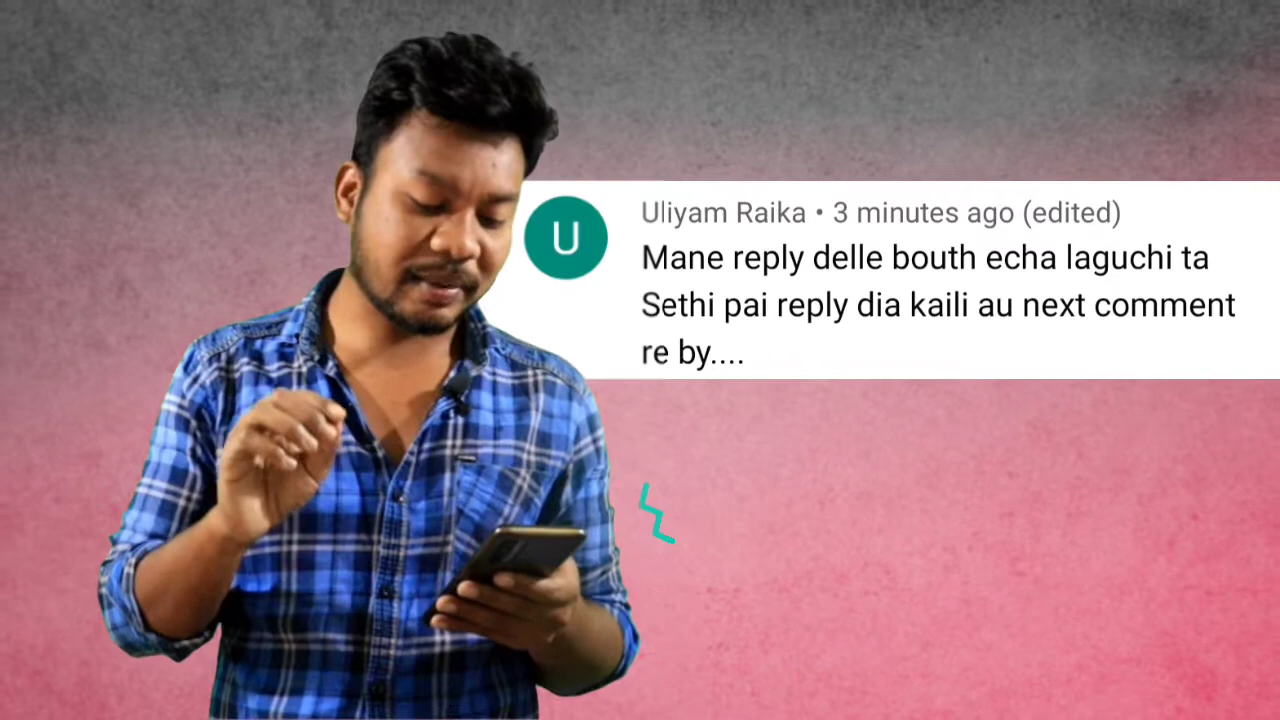 U
Uliyam Raika • 3 minutes ago (edited)
Mane reply delle bouth echa laguchi ta
Sethi pai reply dia kaili au next comment
re by....